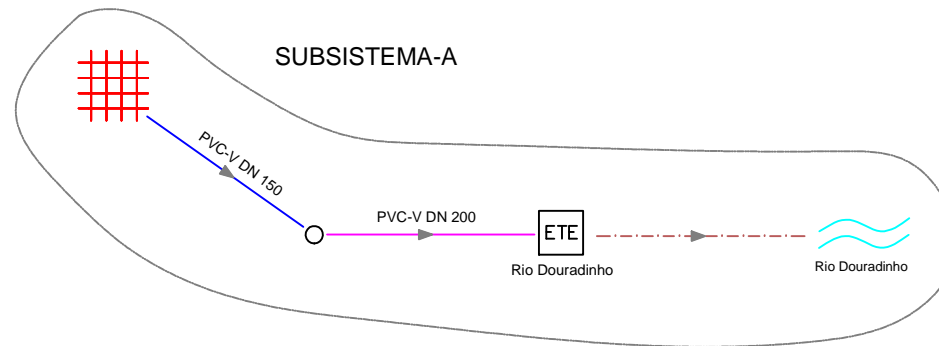 SUBSISTEMA-A
PVC-V DN 150
PVC-V DN 200
ETE
Rio Douradinho
Rio Douradinho